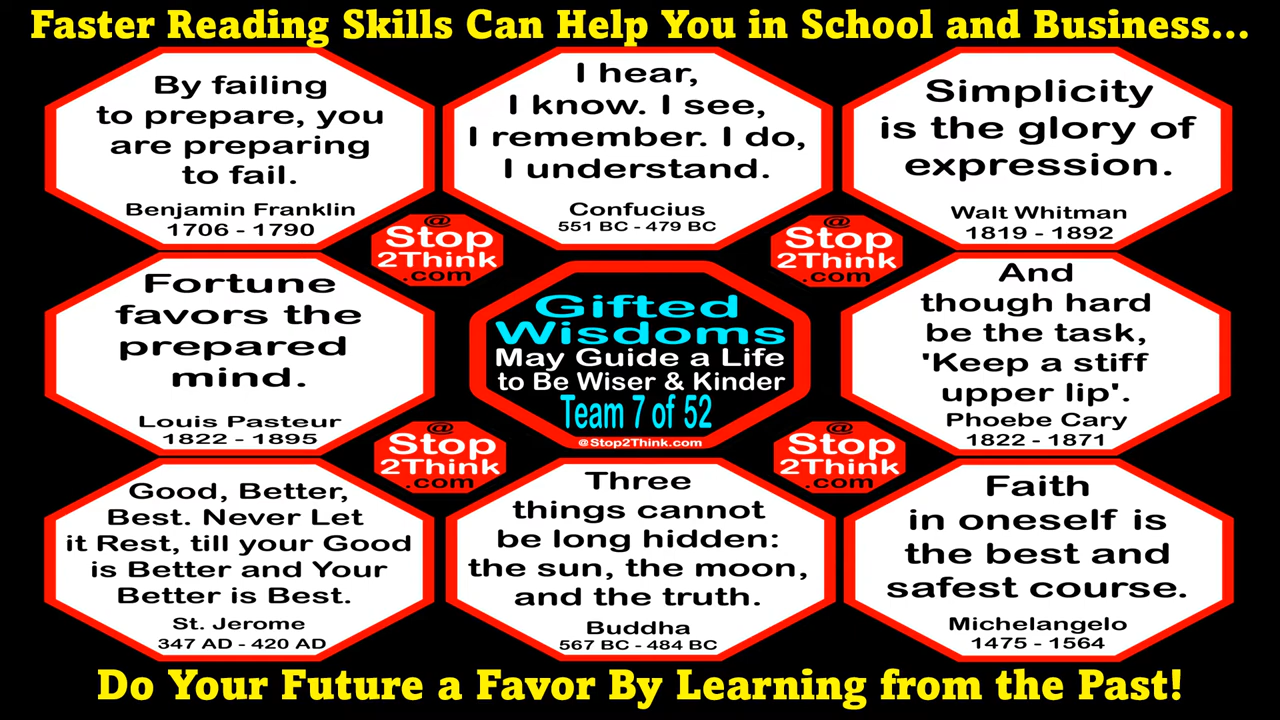 Faster Reading Skills Can Help You in School and Business...
By failing
to prepare, you
are preparing
to fail.
Benjamin Franklin
1706 - 1790
I hear,
I know. I see,
I remember. I do,
I understand.
Confucius
551 BC - 479 BC
Simplicity
is the glory of
expression.
Walt Whitman
1819 - 1892
@
Stop
2Think
.com
@
Stop
2Think
.com
Fortune
favors the
prepared
mind.
Louis Pasteur
1822 - 1895
Gifted
Wisdoms
May Guide a Life
to Be Wiser & Kinder
Team 7 of 52
@Stop2Think.com
And
though hard
be the task,
'Keep a stiff
upper lip'.
Phoebe Cary
1822 - 1871
@
Stop
2Think
.com
@
Stop
2Think
.com
Good, Better,
Best. Never Let
it Rest, till your Good
is Better and Your
Better is Best.
St. Jerome
347 AD - 420 AD
Three
things cannot
be long hidden:
the sun, the moon,
and the truth.
Buddha
567 BC - 484 BC
Faith
in oneself is
the best and
safest course.
Michelangelo
1475 - 1564
Do Your Future a Favor By Learning from the Past!